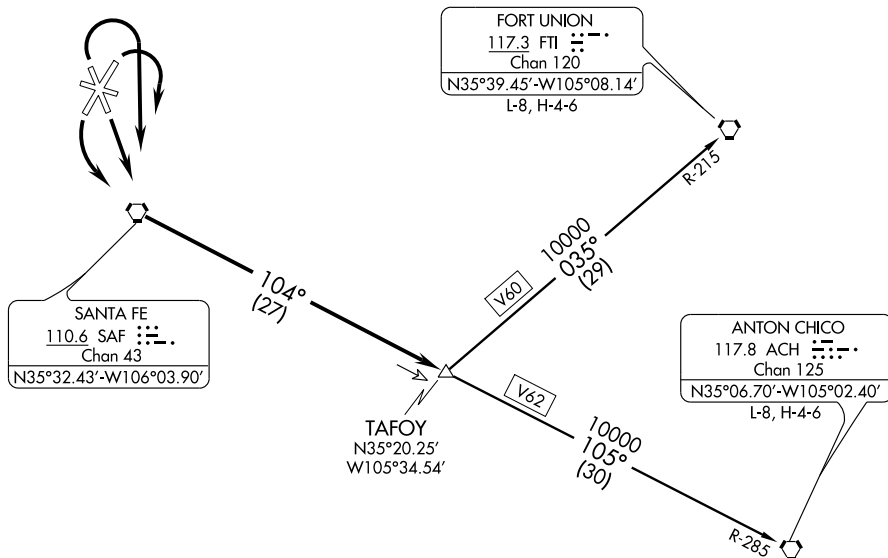 FORT UNION
117.3 FTI
Chan 120
N35°39.45′-W105°08.14′
L-8, H-4-6
R-215
10000
035°
(29)
V60
104°
(27)
SANTA FE
110.6 SAF
Chan 43
N35°32.43′-W106°03.90′
ANTON CHICO
117.8 ACH
Chan 125
N35°06.70′-W105°02.40′
L-8, H-4-6
V62
TAFOY
N35°20.25′
W105°34.54′
10000
105°
(30)
R-285